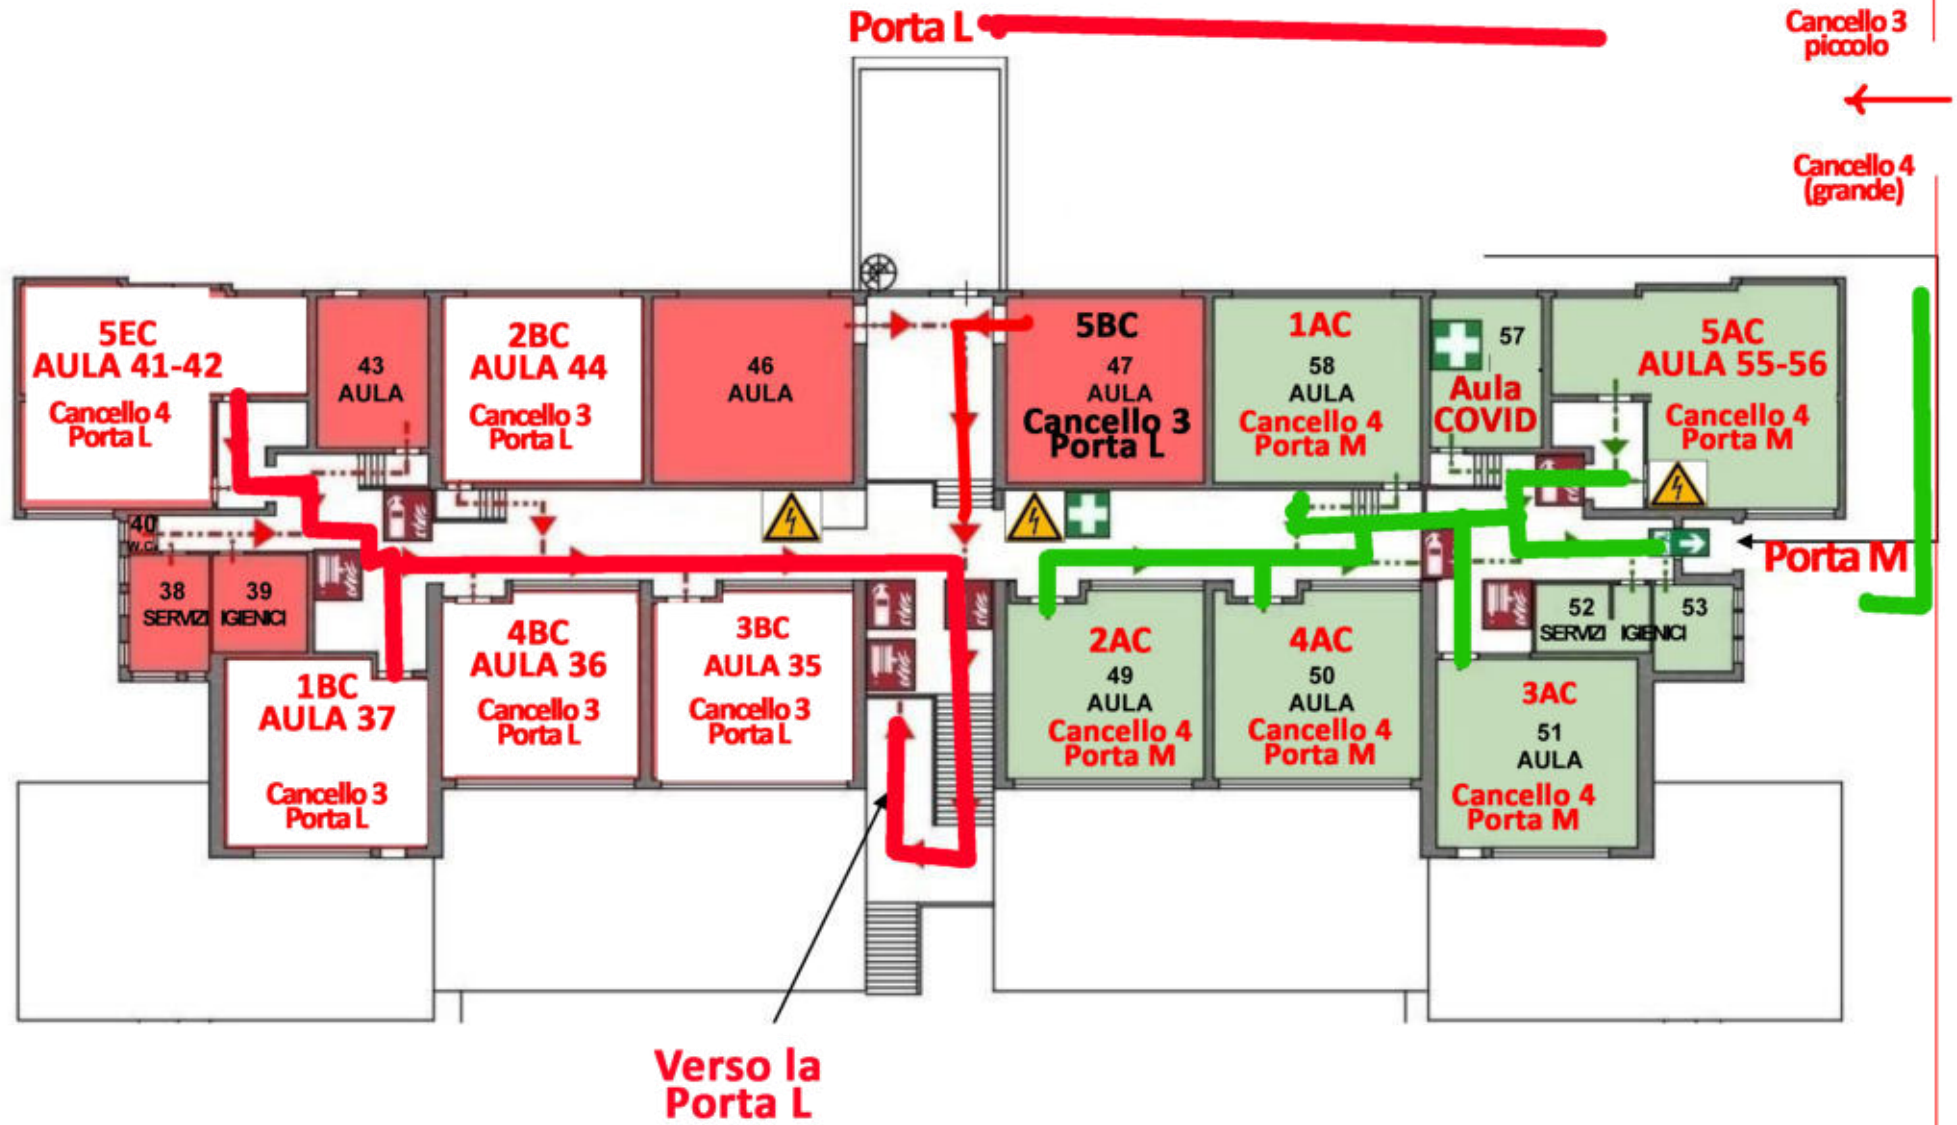 Porta L
Cancello 3
piccolo
Cancello 4
(grande)
5EC
AULA 41-42
Cancello 4
Porta L
43
AULA
2BC
AULA 44
Cancello 3
Porta L
46
AULA
5BC
47
AULA
Cancello 3
Porta L
1AC
58
AULA
Cancello 4
Porta M
57
Aula
COVID
5AC
AULA 55-56
Cancello 4
Porta M
40
W.C.
38
SERVIZI
39
IGIENICI
1BC
AULA 37
Cancello 3
Porta L
4BC
AULA 36
Cancello 3
Porta L
3BC
AULA 35
Cancello 3
Porta L
2AC
49
AULA
Cancello 4
Porta M
4AC
50
AULA
Cancello 4
Porta M
52
SERVIZI
IGIENICI
53
3AC
51
AULA
Cancello 4
Porta M
Porta M
Verso la
Porta L